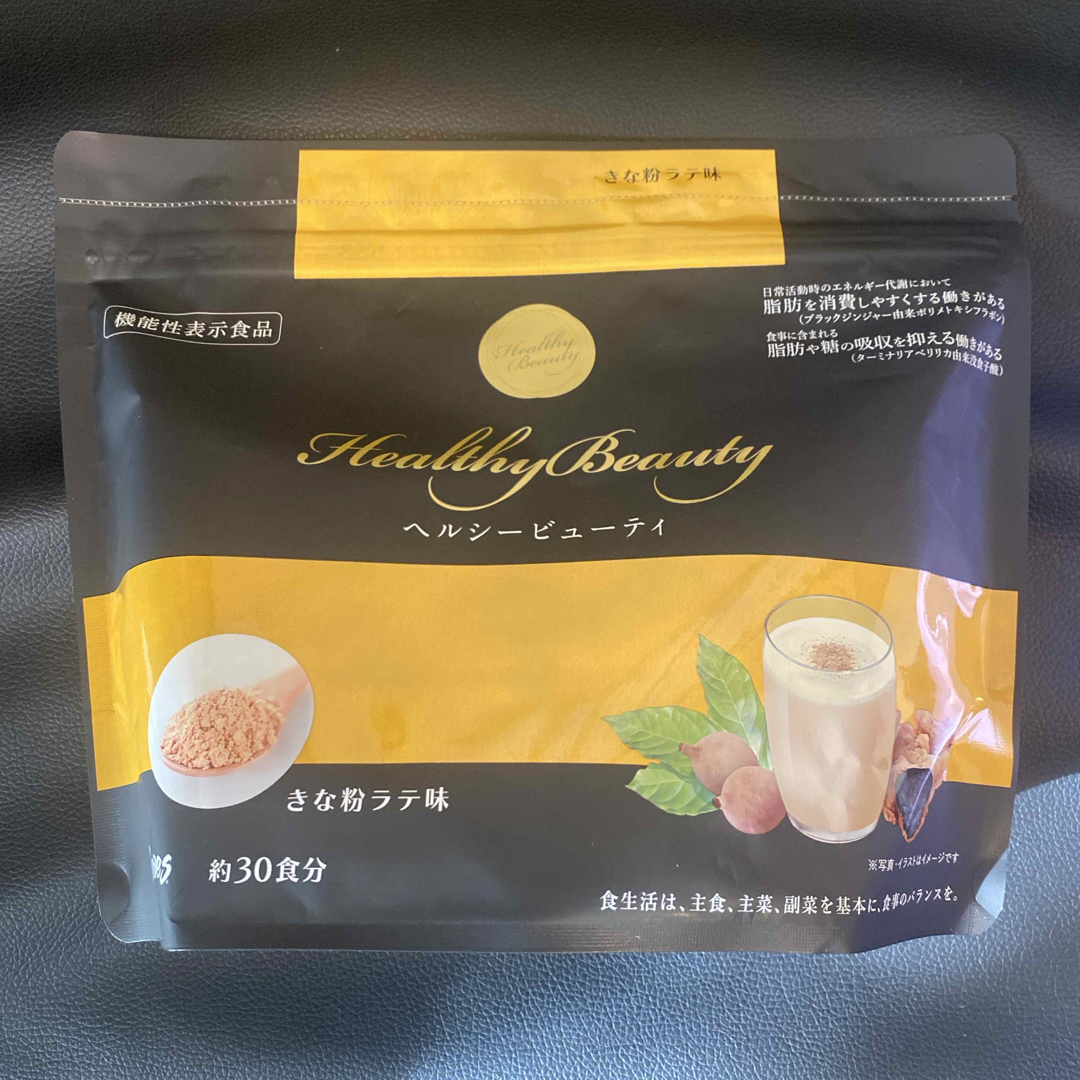 きな粉ラテ味
機能性表示食品
日常活動時のエネルギー代謝において
脂肪を消費しやすくする働きがある
(ブラックジンジャー由来ポリメトキシフラボン)
食事に含まれる
脂肪や糖の吸収を抑える働きがある
(ターミナリアベリリカ由来没食子酸)
Healthy
Beauty
Healthy Beauty
ヘルシービューティ
きな粉ラテ味
約30食分
※写真・イラストはイメージです
食生活は、主食、主菜、副菜を基本に、食事のバランスを。